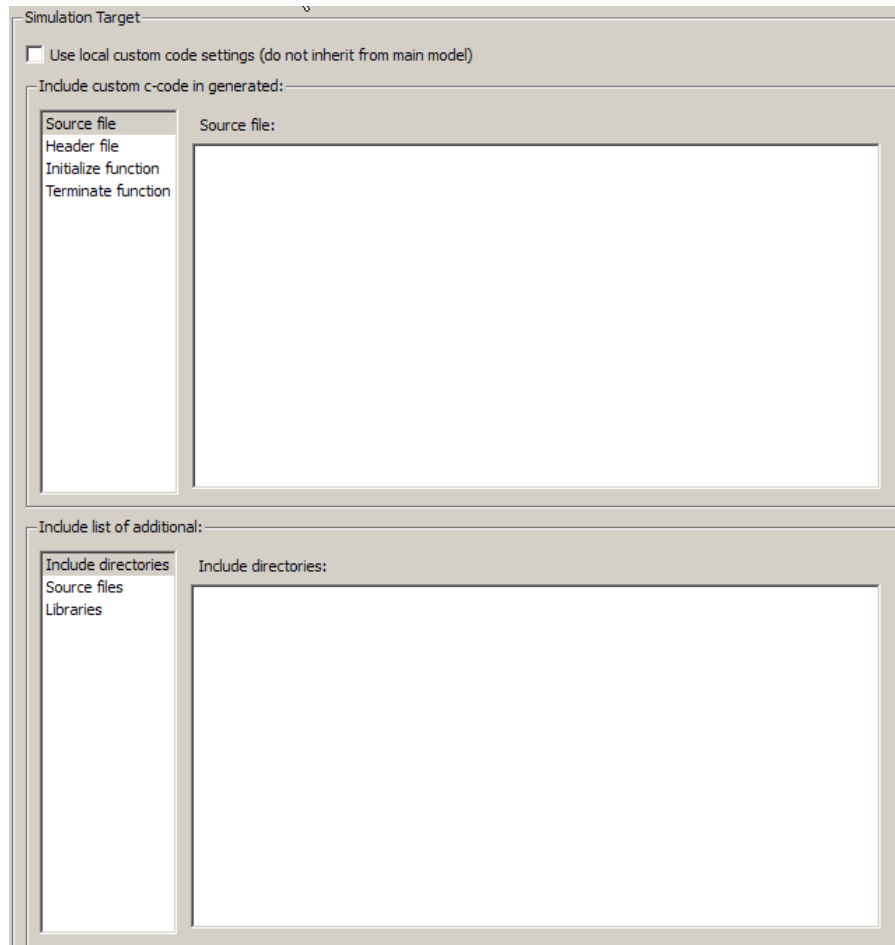 Simulation Target
Use local custom code settings (do not inherit from main model)
Include custom c-code in generated:
Source file
Header file
Initialize function
Terminate function
Source file:
Include list of additional:
Include directories
Source files
Libraries
Include directories: